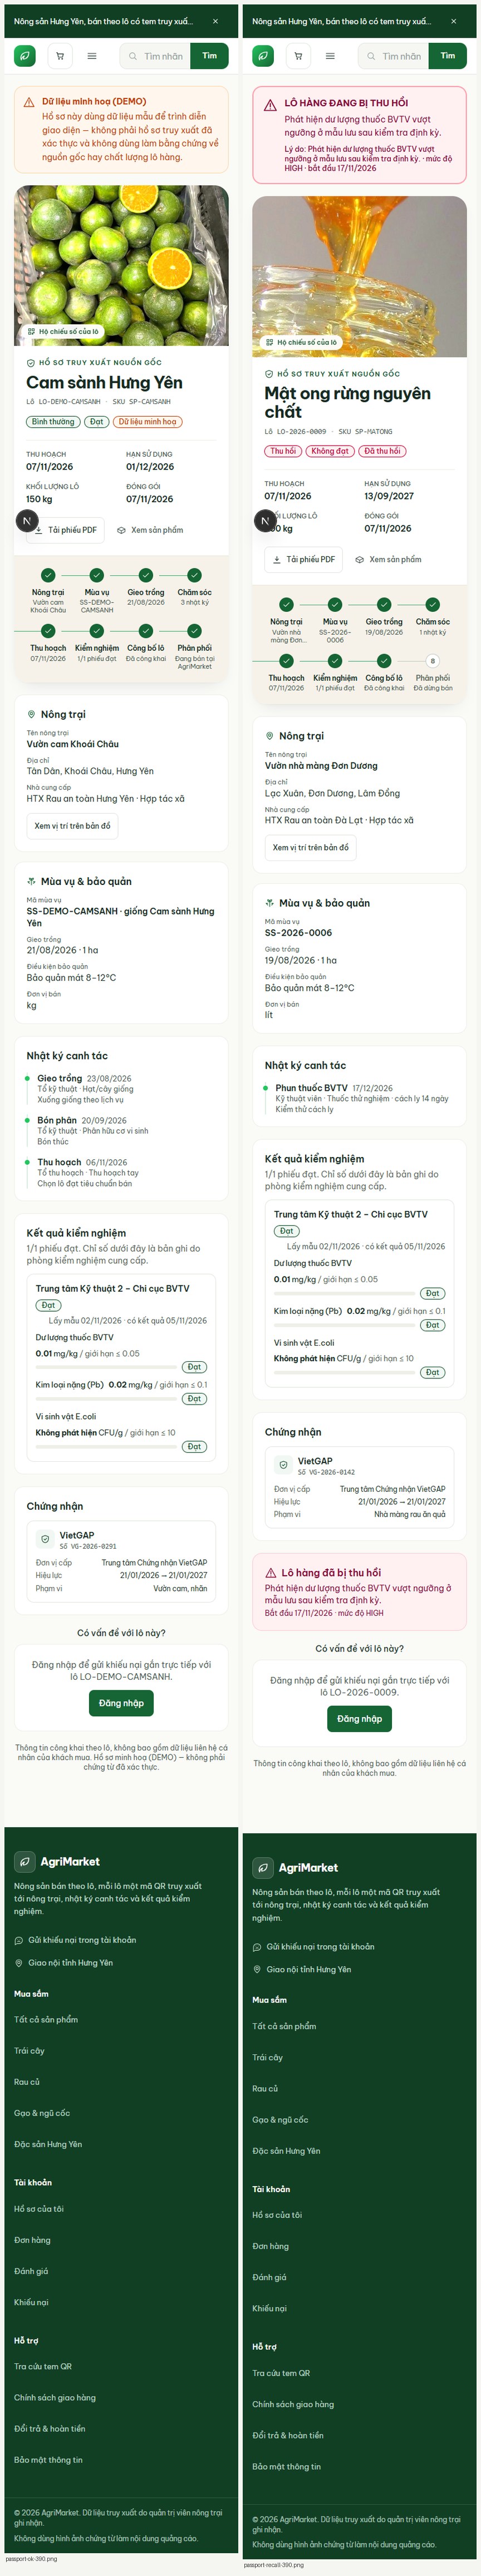 Nông sản Hưng Yên, bán theo lô có tem truy xuấ...
Tìm nhãn
Tìm
Dữ liệu minh hoạ (DEMO)
Hồ sơ này dùng dữ liệu mẫu để trình diễn
giao diện — không phải hồ sơ truy xuất đã
xác thực và không dùng làm bằng chứng về
nguồn gốc hay chất lượng lô hàng.
Hộ chiếu số của lô
HỒ SƠ TRUY XUẤT NGUỒN GỐC
Cam sành Hưng Yên
Lô LO-DEMO-CAMSANH · SKU SP-CAMSANH
Bình thường Đạt Dữ liệu minh hoạ
THU HOẠCH HẠN SỬ DỤNG
07/11/2026 01/12/2026
KHỐI LƯỢNG LÔ ĐÓNG GÓI
150 kg 07/11/2026
N Tải phiếu PDF Xem sản phẩm
Nông trại Mùa vụ Gieo trồng Chăm sóc
Vườn cam SS-DEMO- 21/08/2026 3 nhật ký
Khoái Châu CAMSANH
Thu hoạch Kiểm nghiệm Công bố lô Phân phối
07/11/2026 1/1 phiếu đạt Đã công khai Đang bán tại
AgriMarket
Nông trại
Tên nông trại
Vườn cam Khoái Châu
Địa chỉ
Tân Dân, Khoái Châu, Hưng Yên
Nhà cung cấp
HTX Rau an toàn Hưng Yên · Hợp tác xã
Xem vị trí trên bản đồ
Mùa vụ & bảo quản
Mã mùa vụ
SS-DEMO-CAMSANH · giống Cam sành Hưng
Yên
Gieo trồng
21/08/2026 · 1 ha
Điều kiện bảo quản
Bảo quản mát 8–12°C
Đơn vị bán
kg
Nhật ký canh tác
Gieo trồng 23/08/2026
Tổ kỹ thuật · Hạt/cây giống
Xuống giống theo lịch vụ
Bón phân 20/09/2026
Tổ kỹ thuật · Phân hữu cơ vi sinh
Bón thúc
Thu hoạch 06/11/2026
Tổ thu hoạch · Thu hoạch tay
Chọn lô đạt tiêu chuẩn bán
Kết quả kiểm nghiệm
1/1 phiếu đạt. Chỉ số dưới đây là bản ghi do
phòng kiểm nghiệm cung cấp.
Trung tâm Kỹ thuật 2 – Chi cục BVTV
Đạt
Lấy mẫu 02/11/2026 · có kết quả 05/11/2026
Dư lượng thuốc BVTV
0.01 mg/kg / giới hạn ≤ 0.05
Đạt
Kim loại nặng (Pb) 0.02 mg/kg / giới hạn ≤ 0.1
Đạt
Vi sinh vật E.coli
Không phát hiện CFU/g / giới hạn ≤ 10
Đạt
Chứng nhận
VietGAP
Số VG-2026-0291
Đơn vị cấp Trung tâm Chứng nhận VietGAP
Hiệu lực 21/01/2026 → 21/01/2027
Phạm vi Vườn cam, nhãn
Có vấn đề với lô này?
Đăng nhập để gửi khiếu nại gắn trực tiếp với
lô LO-DEMO-CAMSANH.
Đăng nhập
Thông tin công khai theo lô, không bao gồm dữ liệu liên hệ cá
nhân của khách mua. Hồ sơ minh hoạ (DEMO) — không phải
chứng từ đã xác thực.
AgriMarket
Nông sản bán theo lô, mỗi lô một mã QR truy xuất
tới nông trại, nhật ký canh tác và kết quả kiểm
nghiệm.
Gửi khiếu nại trong tài khoản
Giao nội tỉnh Hưng Yên
Mua sắm
Tất cả sản phẩm
Trái cây
Rau củ
Gạo & ngũ cốc
Đặc sản Hưng Yên
Tài khoản
Hồ sơ của tôi
Đơn hàng
Đánh giá
Khiếu nại
Hỗ trợ
Tra cứu tem QR
Chính sách giao hàng
Đổi trả & hoàn tiền
Bảo mật thông tin
© 2026 AgriMarket. Dữ liệu truy xuất do quản trị viên nông trại
ghi nhận.
Không dùng hình ảnh chứng từ làm nội dung quảng cáo.
passport-ok-390.png
Nông sản Hưng Yên, bán theo lô có tem truy xuấ...
Tìm nhãn
Tìm
LÔ HÀNG ĐANG BỊ THU HỒI
Phát hiện dư lượng thuốc BVTV vượt
ngưỡng ở mẫu lưu sau kiểm tra định kỳ.
Lý do: Phát hiện dư lượng thuốc BVTV vượt
ngưỡng ở mẫu lưu sau kiểm tra định kỳ. · mức độ
HIGH · bắt đầu 17/11/2026
Hộ chiếu số của lô
HỒ SƠ TRUY XUẤT NGUỒN GỐC
Mật ong rừng nguyên
chất
Lô LO-2026-0009 · SKU SP-MATONG
Thu hồi Không đạt Đã thu hồi
THU HOẠCH HẠN SỬ DỤNG
07/11/2026 13/09/2027
LƯỢNG LÔ ĐÓNG GÓI
kg 07/11/2026
N
Tải phiếu PDF Xem sản phẩm
Nông trại Mùa vụ Gieo trồng Chăm sóc
Vườn nhà SS-2026- 19/08/2026 1 nhật ký
màng Đơn... 0006
8
Thu hoạch Kiểm nghiệm Công bố lô Phân phối
07/11/2026 1/1 phiếu đạt Đã công khai Đã dừng bán
Nông trại
Tên nông trại
Vườn nhà màng Đơn Dương
Địa chỉ
Lạc Xuân, Đơn Dương, Lâm Đồng
Nhà cung cấp
HTX Rau an toàn Đà Lạt · Hợp tác xã
Xem vị trí trên bản đồ
Mùa vụ & bảo quản
Mã mùa vụ
SS-2026-0006
Gieo trồng
19/08/2026 · 1 ha
Điều kiện bảo quản
Bảo quản mát 8–12°C
Đơn vị bán
lít
Nhật ký canh tác
Phun thuốc BVTV 17/12/2026
Kỹ thuật viên · Thuốc thử nghiệm · cách ly 14 ngày
Kiểm thử cách ly
Kết quả kiểm nghiệm
1/1 phiếu đạt. Chỉ số dưới đây là bản ghi do
phòng kiểm nghiệm cung cấp.
Trung tâm Kỹ thuật 2 – Chi cục BVTV
Đạt
Lấy mẫu 02/11/2026 · có kết quả 05/11/2026
Dư lượng thuốc BVTV
0.01 mg/kg / giới hạn ≤ 0.05
Đạt
Kim loại nặng (Pb) 0.02 mg/kg / giới hạn ≤ 0.1
Đạt
Vi sinh vật E.coli
Không phát hiện CFU/g / giới hạn ≤ 10
Đạt
Chứng nhận
VietGAP
Số VG-2026-0142
Đơn vị cấp Trung tâm Chứng nhận VietGAP
Hiệu lực 21/01/2026 → 21/01/2027
Phạm vi Nhà màng rau ăn quả
Lô hàng đã bị thu hồi
Phát hiện dư lượng thuốc BVTV vượt ngưỡng ở
mẫu lưu sau kiểm tra định kỳ.
Bắt đầu 17/11/2026 · mức độ HIGH
Có vấn đề với lô này?
Đăng nhập để gửi khiếu nại gắn trực tiếp với
lô LO-2026-0009.
Đăng nhập
Thông tin công khai theo lô, không bao gồm dữ liệu liên hệ cá
nhân của khách mua.
AgriMarket
Nông sản bán theo lô, mỗi lô một mã QR truy xuất
tới nông trại, nhật ký canh tác và kết quả kiểm
nghiệm.
Gửi khiếu nại trong tài khoản
Giao nội tỉnh Hưng Yên
Mua sắm
Tất cả sản phẩm
Trái cây
Rau củ
Gạo & ngũ cốc
Đặc sản Hưng Yên
Tài khoản
Hồ sơ của tôi
Đơn hàng
Đánh giá
Khiếu nại
Hỗ trợ
Tra cứu tem QR
Chính sách giao hàng
Đổi trả & hoàn tiền
Bảo mật thông tin
© 2026 AgriMarket. Dữ liệu truy xuất do quản trị viên nông trại
ghi nhận.
Không dùng hình ảnh chứng từ làm nội dung quảng cáo.
passport-recall-390.png